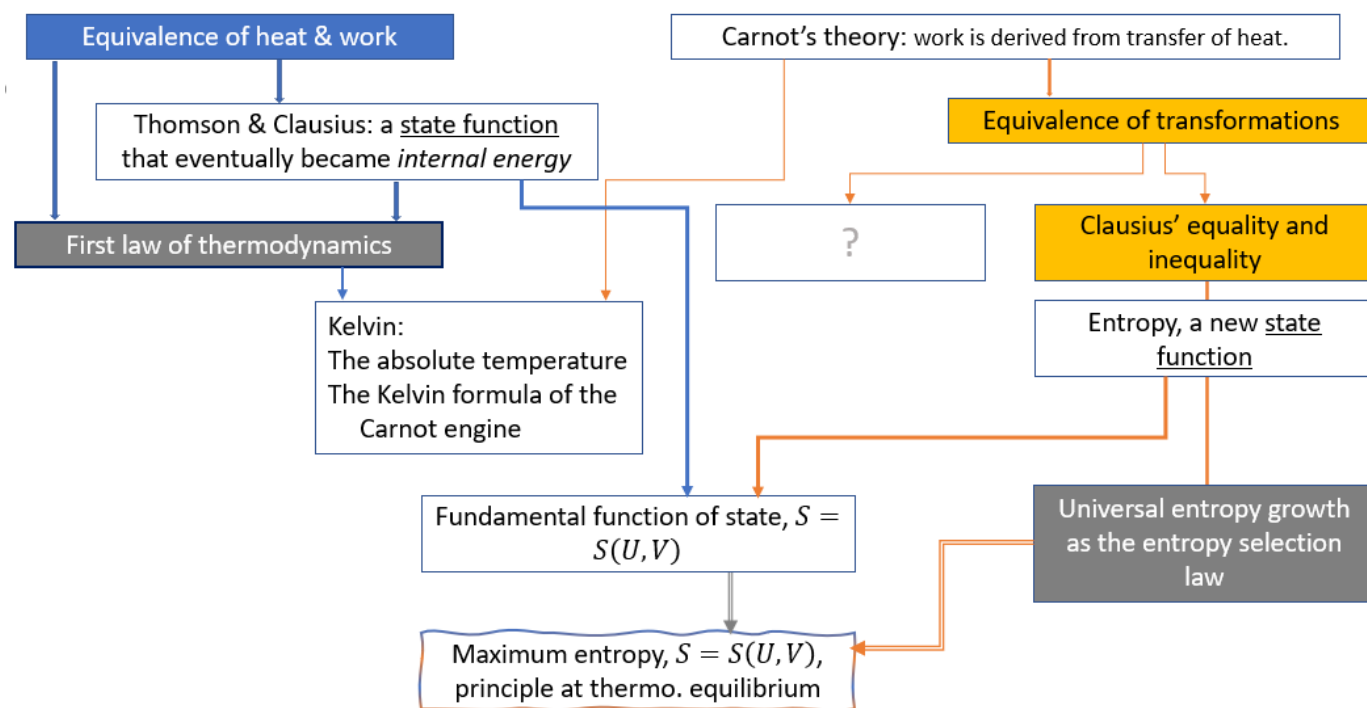 Equivalence of heat & work
Carnot's theory: work is derived from transfer of heat.
Thomson & Clausius: a state function
that eventually became internal energy
Equivalence of transformations
First law of thermodynamics
?
Clausius' equality and
inequality
Kelvin:
The absolute temperature
The Kelvin formula of the
Carnot engine
Entropy, a new state
function
Fundamental function of state, S =
S(U, V)
Universal entropy growth
as the entropy selection
law
Maximum entropy, S = S(U, V),
principle at thermo. equilibrium